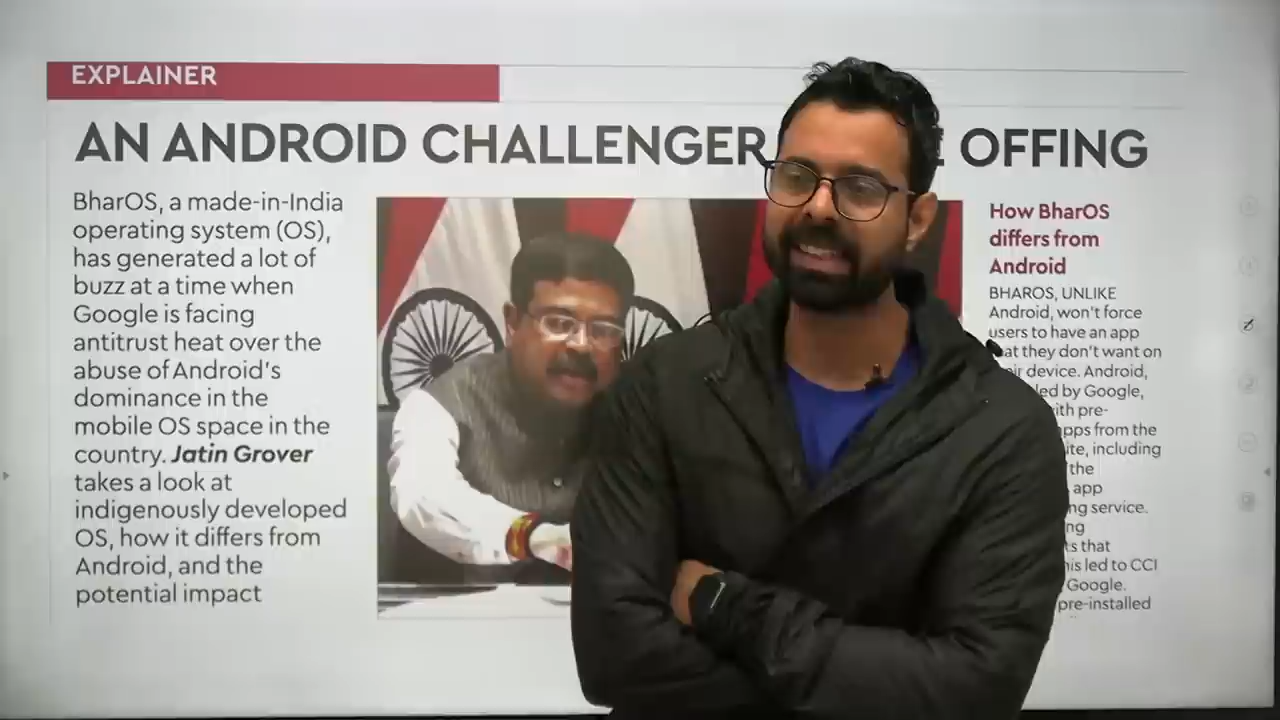 EXPLAINER
AN ANDROID CHALLENGER OFFING
BharOS, a made-in-India
operating system (OS),
has generated a lot of
buzz at a time when
Google is facing
antitrust heat over the
abuse of Android's
dominance in the
mobile OS space in the
country. Jatin Grover
takes a look at
indigenously developed
OS, how it differs from
Android, and the
potential impact
How BharOS
differs from
Android
BHAROS, UNLIKE
Android, won't force
users to have an app
they don't want on
device. Android,
led by Google,
pre-
from the
including
the
app
service.
that
led to CCI
Google.
pre-installed